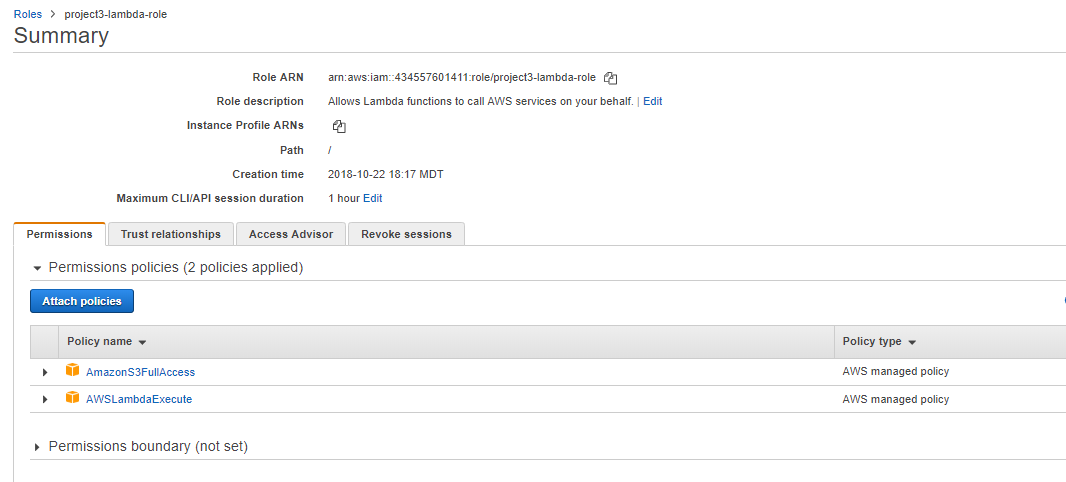 Roles > project3-lambda-role
Summary
Role ARN arn:aws:iam::434557601411:role/project3-lambda-role
Role description Allows Lambda functions to call AWS services on your behalf. | Edit
Instance Profile ARNs
Path /
Creation time 2018-10-22 18:17 MDT
Maximum CLI/API session duration 1 hour Edit
Permissions Trust relationships Access Advisor Revoke sessions
Permissions policies (2 policies applied)
Attach policies
Policy name Policy type
AmazonS3FullAccess AWS managed policy
AWSLambdaExecute AWS managed policy
Permissions boundary (not set)